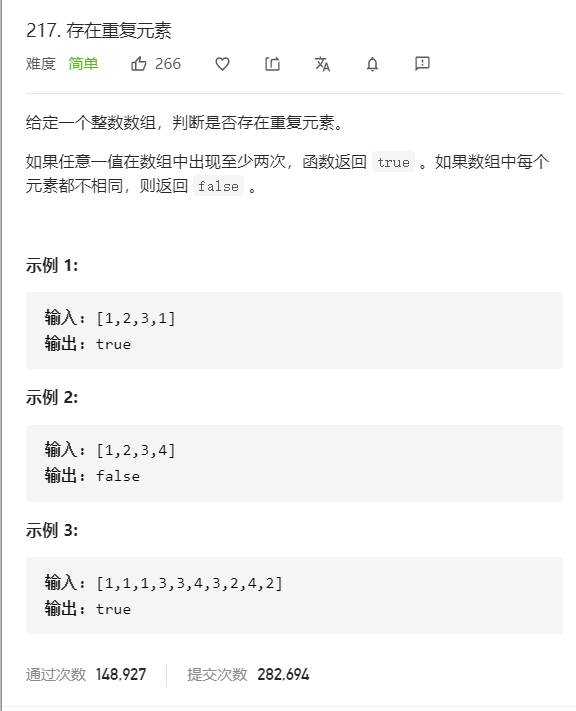 217. 存在重复元素
难度 简单 266
给定一个整数数组，判断是否存在重复元素。
如果任意一值在数组中出现至少两次，函数返回 true 。如果数组中每个
元素都不相同，则返回 false 。
示例 1:
输入: [1,2,3,1]
输出: true
示例 2:
输入: [1,2,3,4]
输出: false
示例 3:
输入: [1,1,1,3,3,4,3,2,4,2]
输出: true
通过次数 148,927 提交次数 282,694